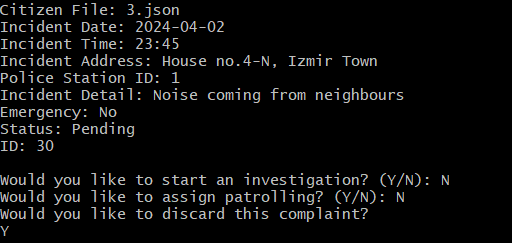 Citizen File: 3.json
Incident Date: 2024-04-02
Incident Time: 23:45
Incident Address: House no.4-N, Izmir Town
Police Station ID: 1
Incident Detail: Noise coming from neighbours
Emergency: No
Status: Pending
ID: 30
Would you like to start an investigation? (Y/N): N
Would you like to assign patrolling? (Y/N): N
Would you like to discard this complaint?
Y